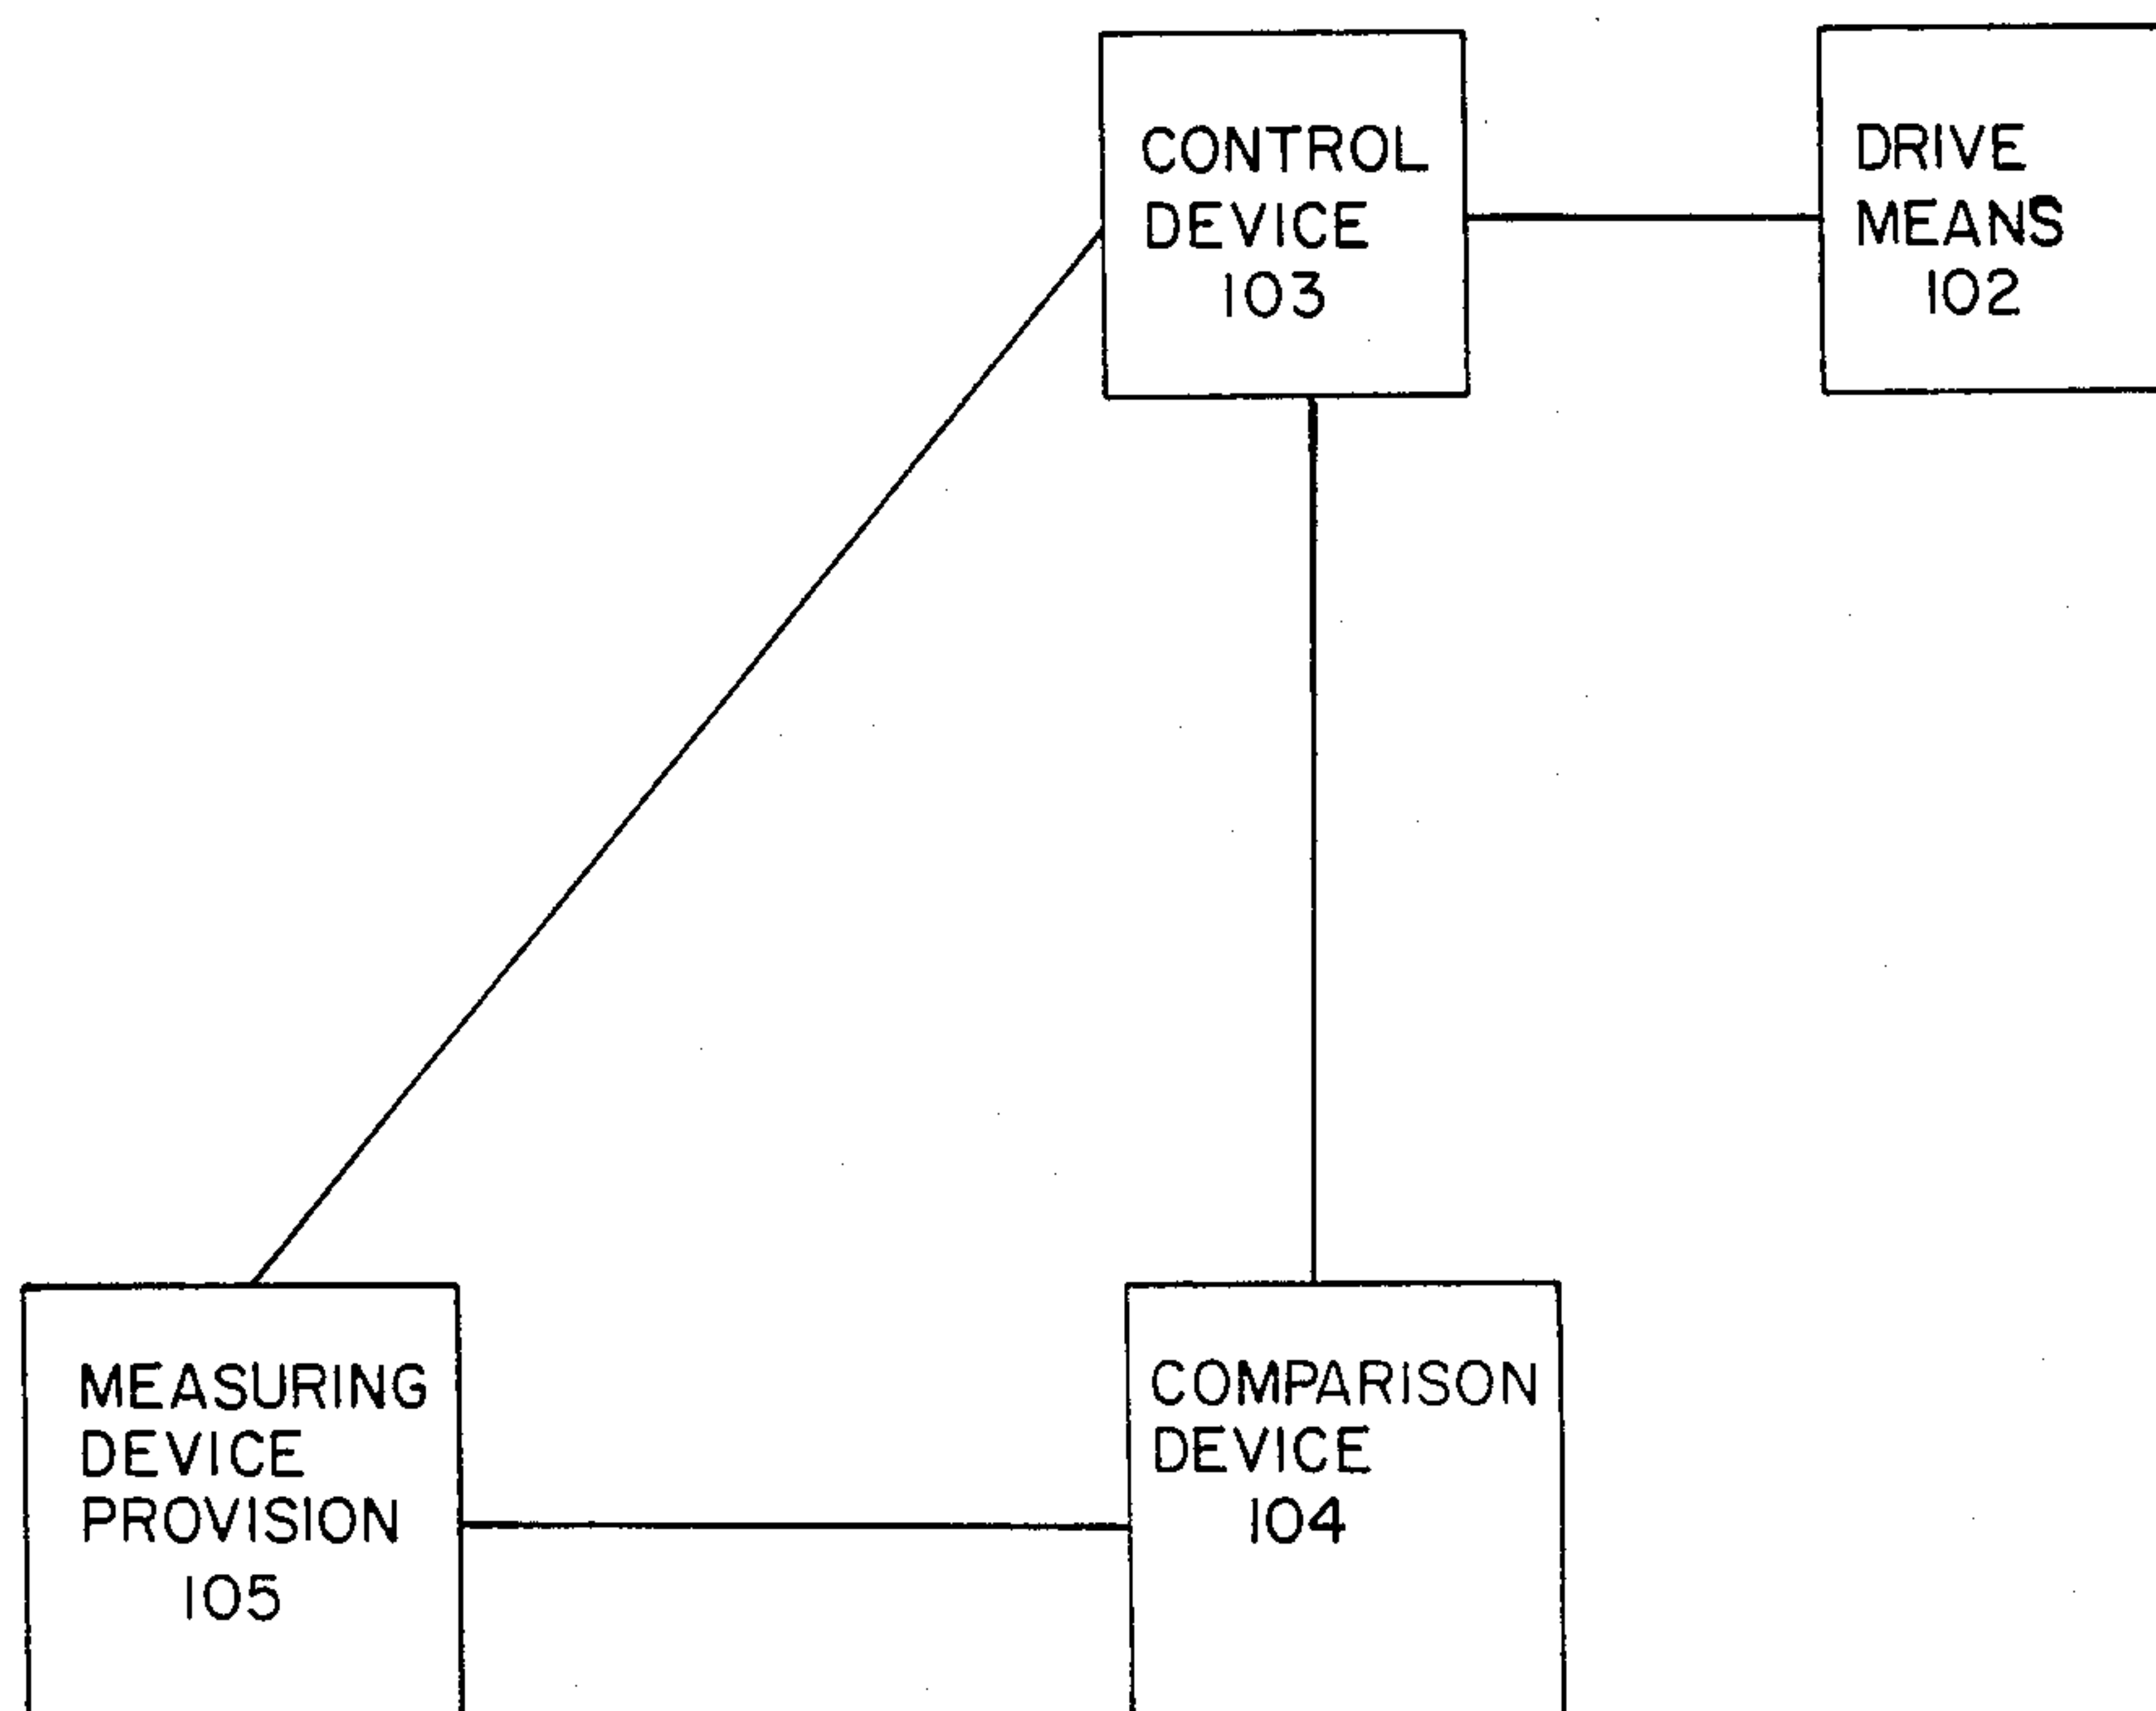 CONTROL
DEVICE
103
DRIVE
MEANS
102
MEASURING
DEVICE
PROVISION
105
COMPARISON
DEVICE
104